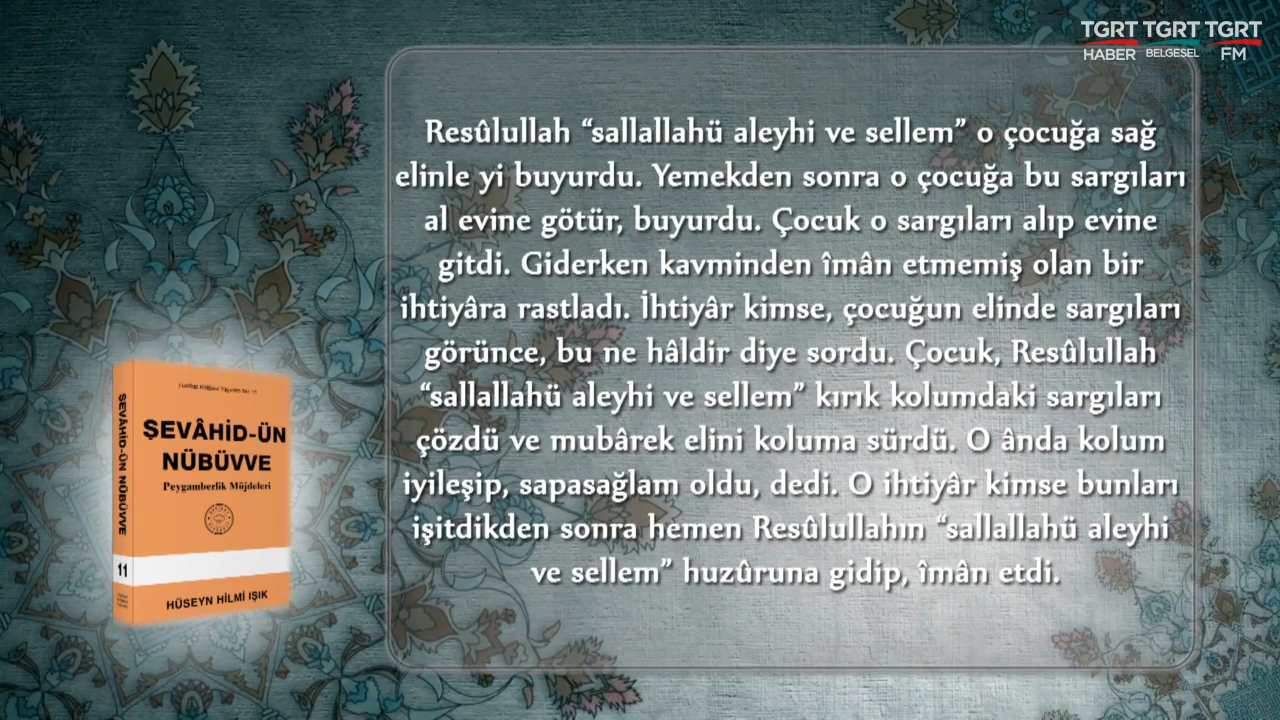 TGRT TGRT TGRT
HABER BELGESEL FM
Resûlullah “sallallahü aleyhi ve sellem” o çocuğa sağ
elinle yi buyurdu. Yemekden sonra o çocuğa bu sargıları
al evine götür, buyurdu. Çocuk o sargıları alıp evine
gitdi. Giderken kavminden îmân etmemiş olan bir
ihtiyâra rastladı. İhtiyâr kimse, çocuğun elinde sargıları
görünce, bu ne hâldir diye sordu. Çocuk, Resûlullah
“sallallahü aleyhi ve sellem” kırık kolumdaki sargıları
çözdü ve mubârek elini koluma sürdü. O ânda kolum
iyileşip, sapasağlam oldu, dedi. O ihtiyâr kimse bunları
işitdikden sonra hemen Resûlullahın “sallallahü aleyhi
ve sellem” huzûruna gidip, îmân etdi.
ŞEVÂHİD-ÜN NÜBÜVVE
11
ŞEVÂHİD-ÜN
NÜBÜVVE
Peygamberlik Müjdeleri
HÜSEYN HİLMİ IŞIK